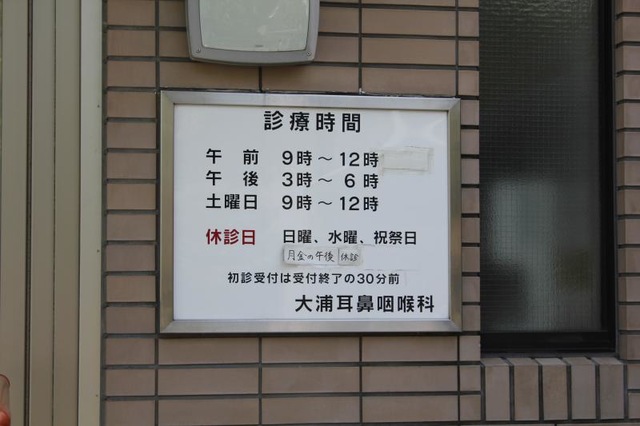 診療時間
午 前 9時～12時
午 後 3時～6時
土曜日 9時～12時
休診日 日曜、水曜、祝祭日
月金の午後 休診
初診受付は受付終了の30分前
大浦耳鼻咽喉科